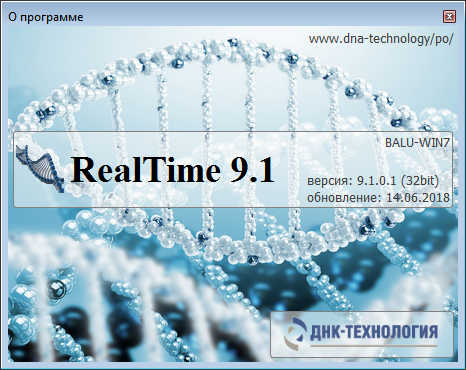 О программе
www.dna-technology/po/
BALU-WIN7
RealTime 9.1
версия: 9.1.0.1 (32bit)
обновление: 14.06.2018
ДНК-ТЕХНОЛОГИЯ